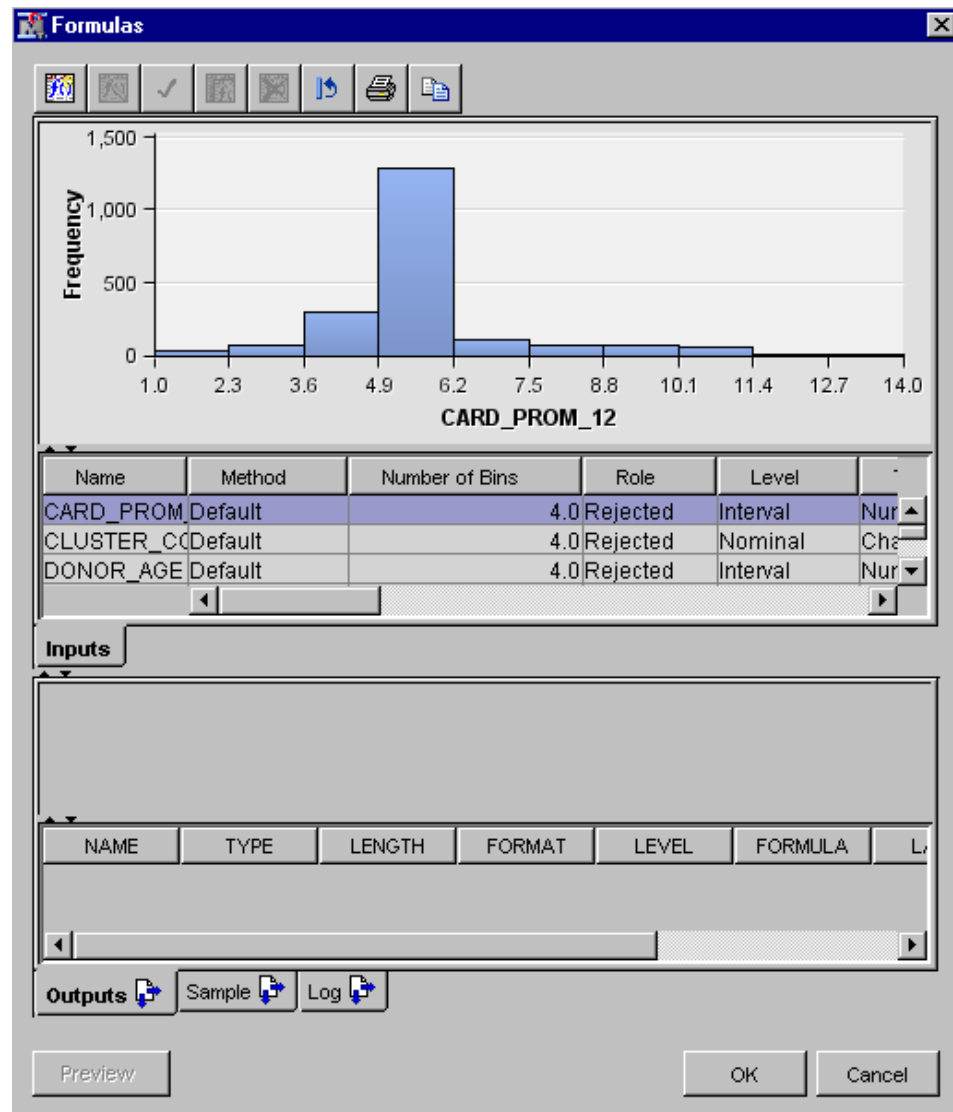 Formulas
1,500
1,000
500
0
Frequency
1.0 2.3 3.6 4.9 6.2 7.5 8.8 10.1 11.4 12.7 14.0
CARD_PROM_12
Name Method Number of Bins Role Level
CARD_PROM_ Default 4.0 Rejected Interval Nur
CLUSTER_CO Default 4.0 Rejected Nominal Cha
DONOR_AGE Default 4.0 Rejected Interval Nur
Inputs
NAME TYPE LENGTH FORMAT LEVEL FORMULA LA
Outputs Sample Log
Preview OK Cancel